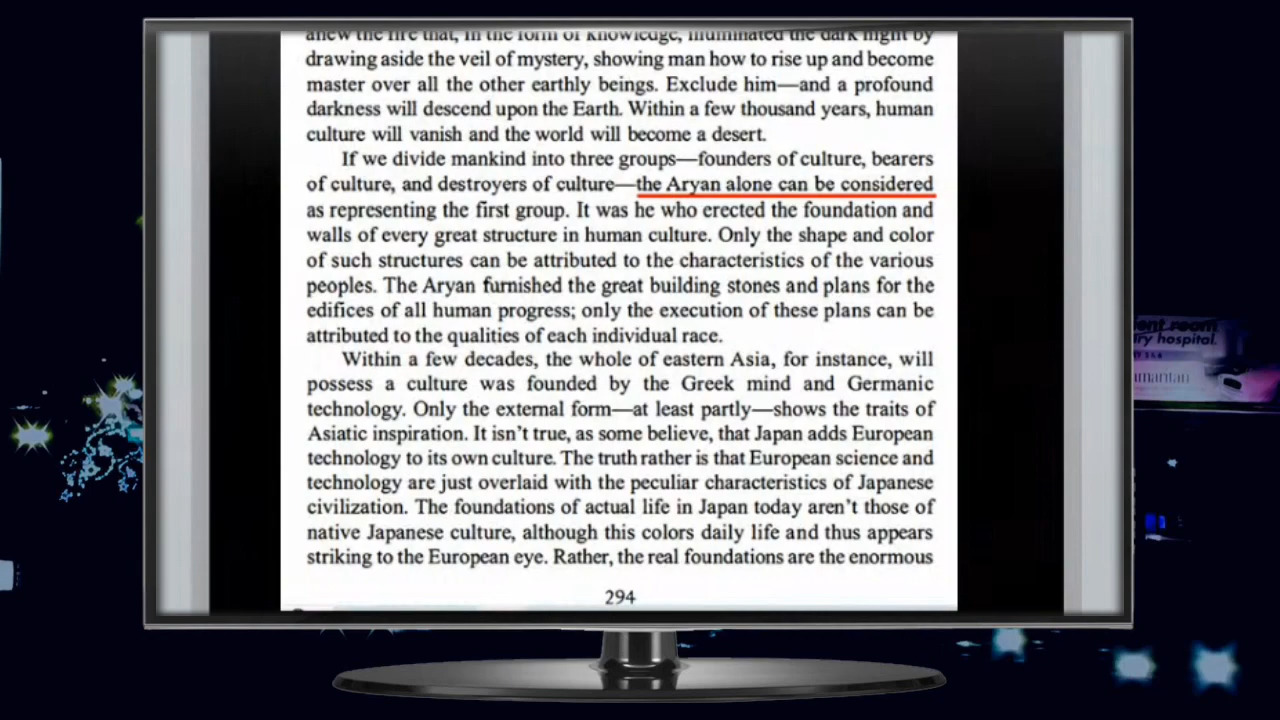 anew the fire that, in the form of knowledge, illuminated the dark night by
drawing aside the veil of mystery, showing man how to rise up and become
master over all the other earthly beings. Exclude him—and a profound
darkness will descend upon the Earth. Within a few thousand years, human
culture will vanish and the world will become a desert.
If we divide mankind into three groups—founders of culture, bearers
of culture, and destroyers of culture—the Aryan alone can be considered
as representing the first group. It was he who erected the foundation and
walls of every great structure in human culture. Only the shape and color
of such structures can be attributed to the characteristics of the various
peoples. The Aryan furnished the great building stones and plans for the
edifices of all human progress; only the execution of these plans can be
attributed to the qualities of each individual race.
Within a few decades, the whole of eastern Asia, for instance, will
possess a culture was founded by the Greek mind and Germanic
technology. Only the external form—at least partly—shows the traits of
Asiatic inspiration. It isn't true, as some believe, that Japan adds European
technology to its own culture. The truth rather is that European science and
technology are just overlaid with the peculiar characteristics of Japanese
civilization. The foundations of actual life in Japan today aren't those of
native Japanese culture, although this colors daily life and thus appears
striking to the European eye. Rather, the real foundations are the enormous
294
room
hospital.